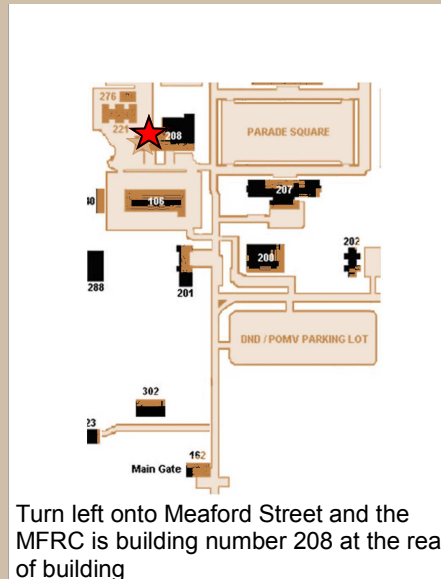 276
221
208
PARADE SQUARE
207
106
200
202
288
201
DND / POMV PARKING LOT
302
23
162
Main Gate
Turn left onto Meaford Street and the
MFRC is building number 208 at the rea
of building